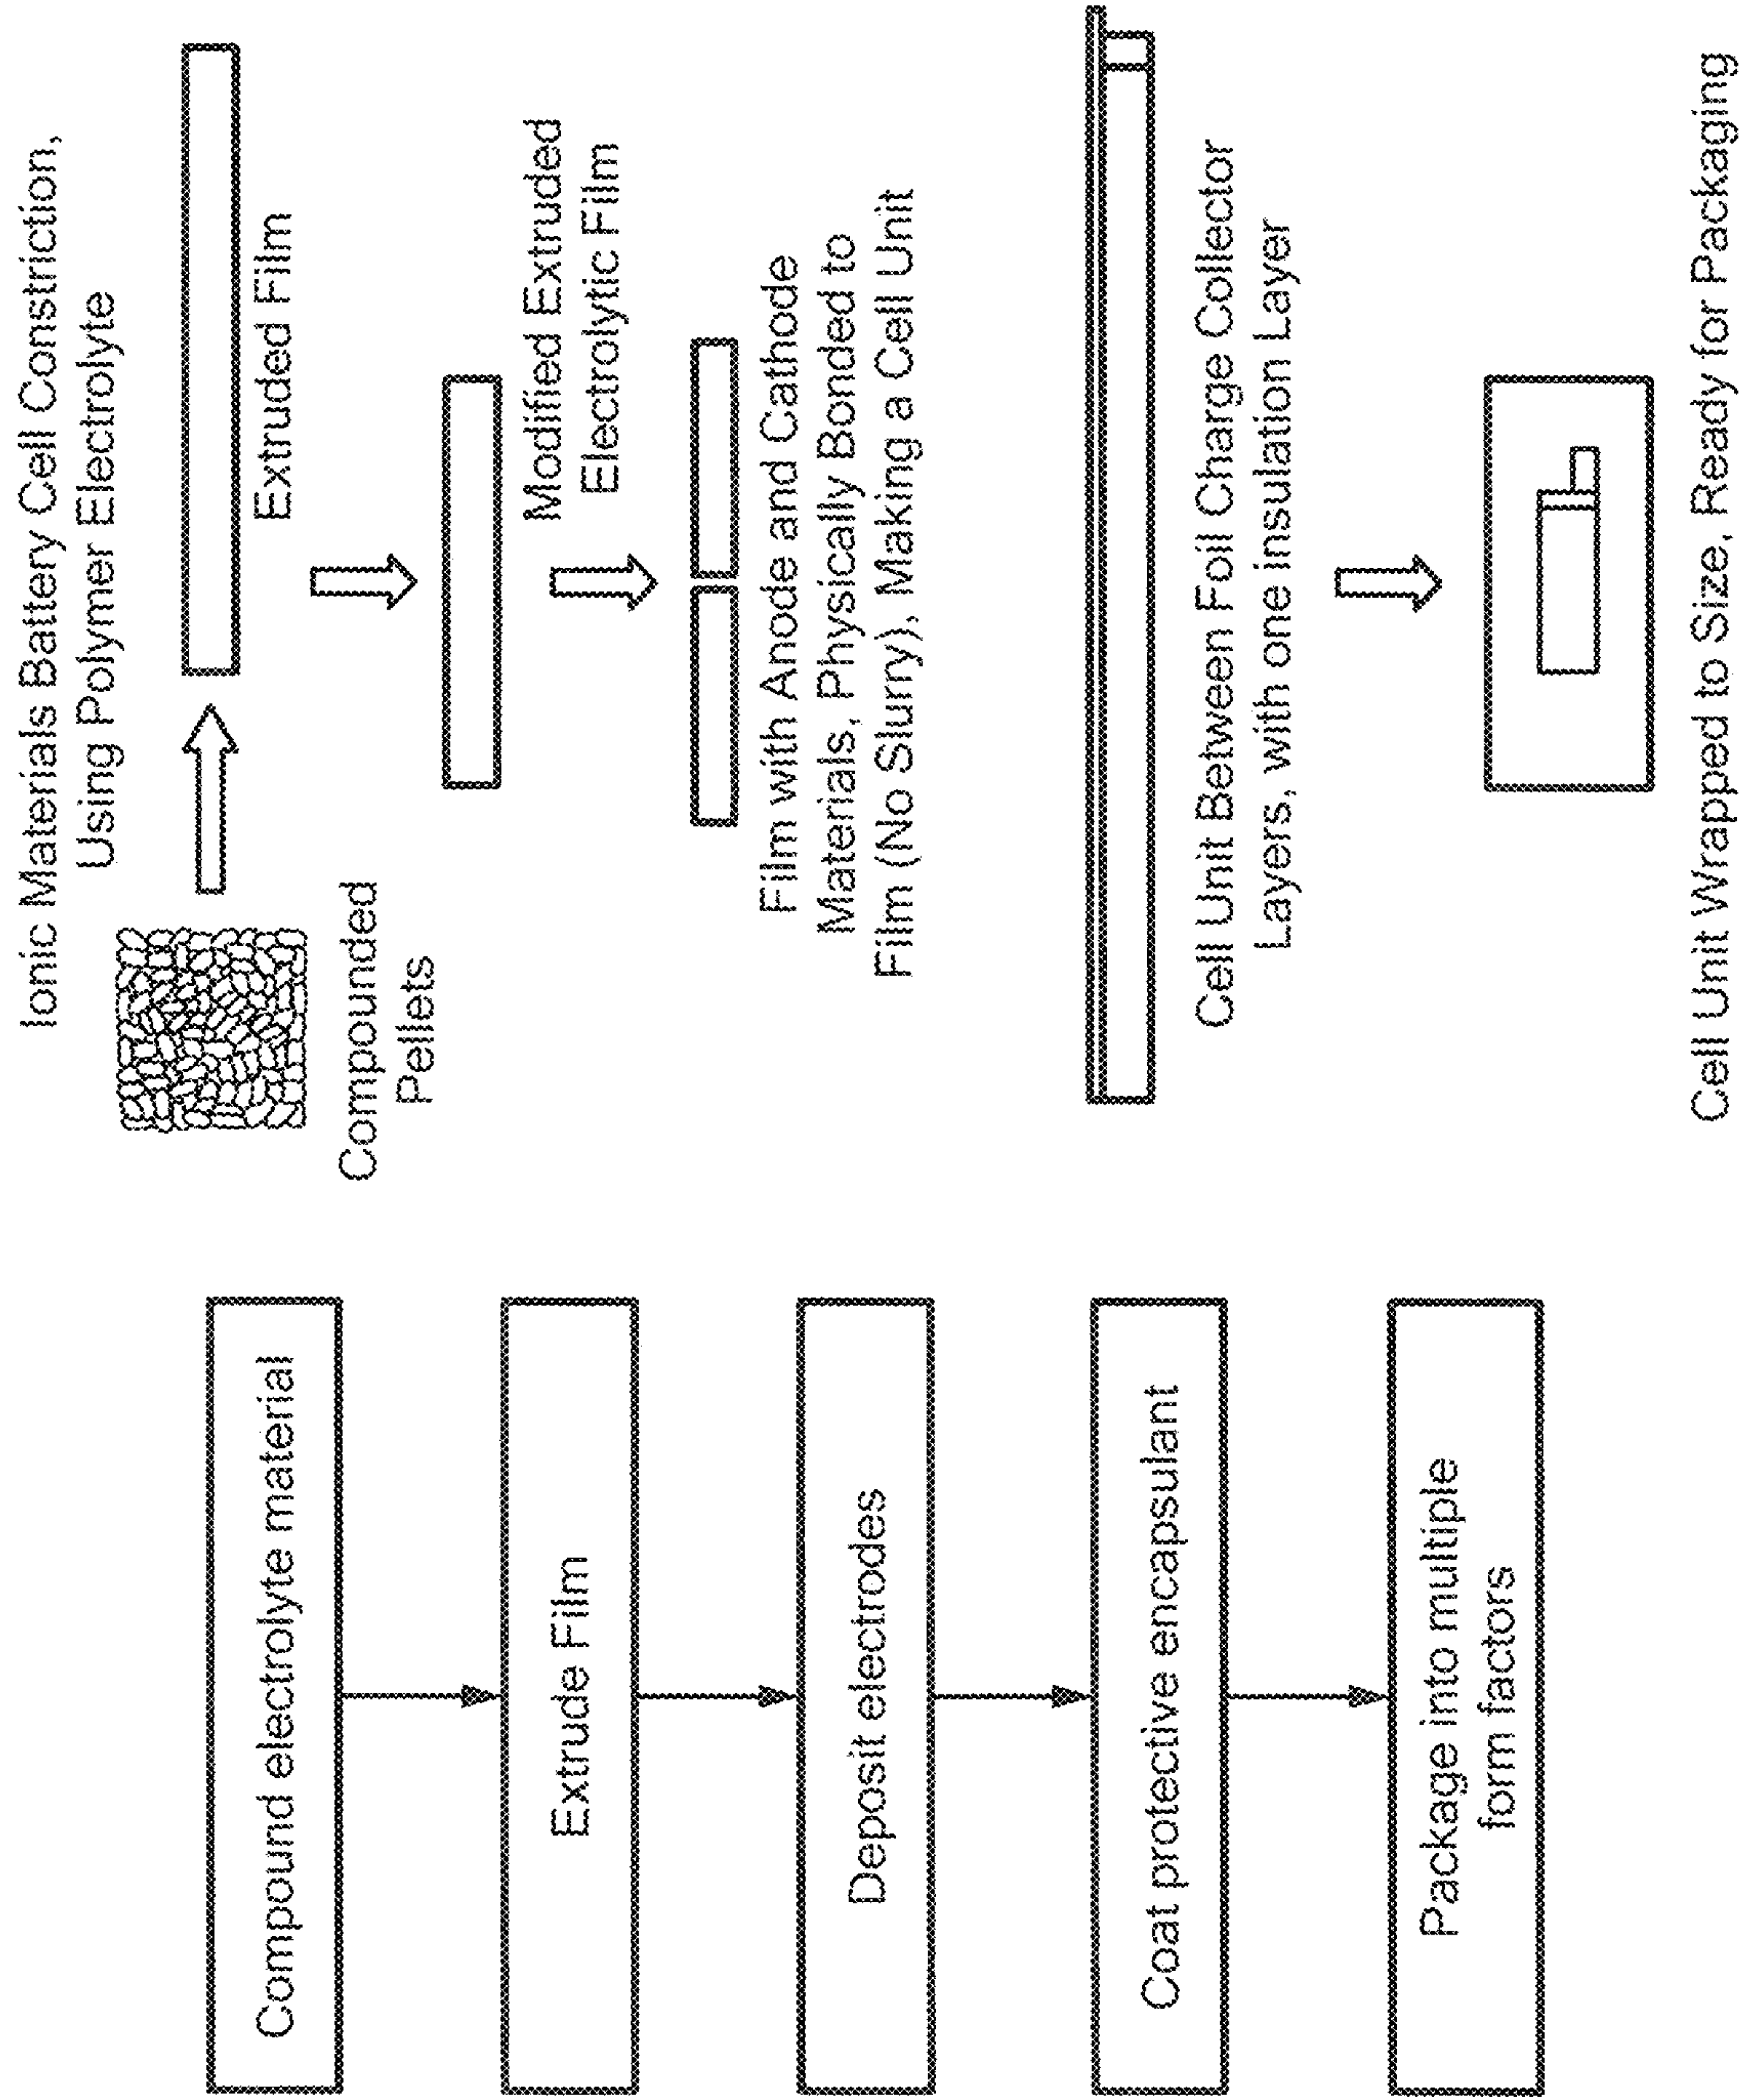 Compound electrolyte material
Extrude Film
Deposit electrodes
Coat protective encapsulant
Package into multiple
form factors
Ionic Materials Battery Cell Constriction,
Using Polymer Electrolyte
Compounded
Pellets
Extruded Film
Modified Extruded
Electrolytic Film
Film with Anode and Cathode
Materials, Physically Bonded to
Film (No Slurry), Making a Cell Unit
Cell Unit Between Foil Charge Collector
Layers, with one insulation Layer
Cell Unit Wrapped to Size, Ready for Packaging